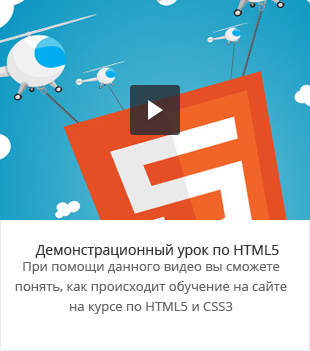 Демонстрационный урок по HTML5
При помощи данного видео вы сможете
понять, как происходит обучение на сайте
на курсе по HTML5 и CSS3